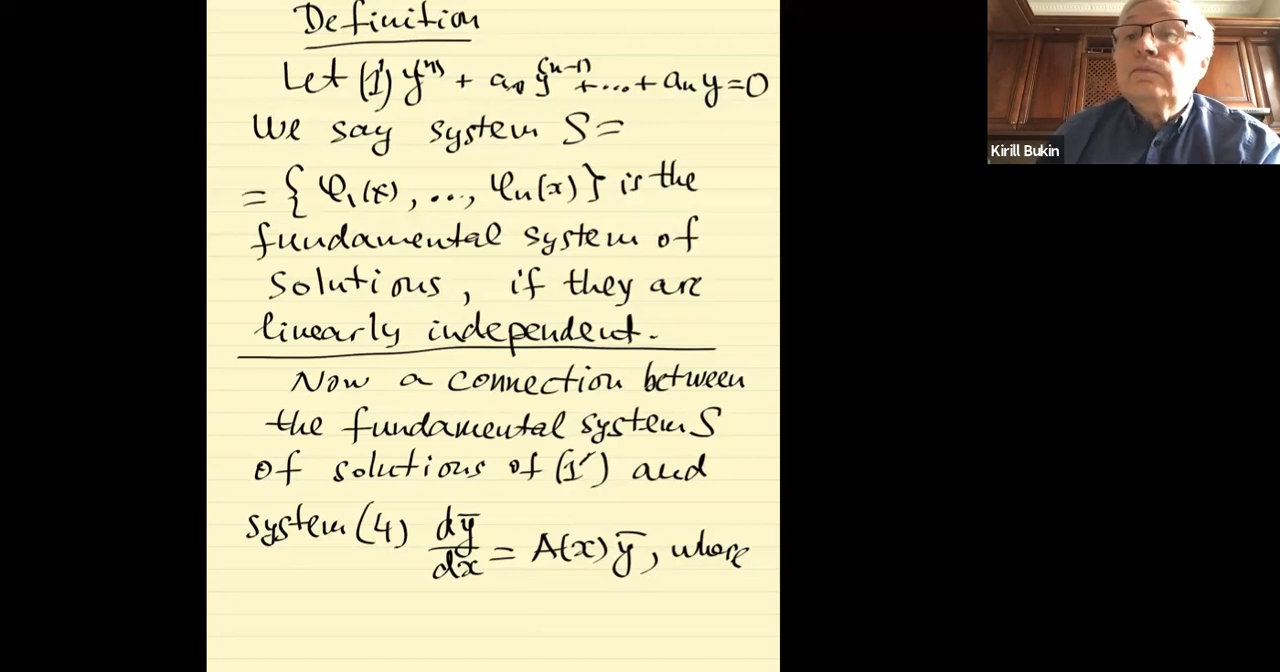 Definition
Let (1') y⁽ⁿ⁾ + a₀ y⁽ⁿ⁻¹⁾ + ... + aₙ y = 0
We say system S =
= { φ₁(x), ..., φₙ(x) } is the
fundamental system of
solutions, if they are
linearly independent.
Now a connection between
the fundamental system S
of solutions of (1') and
system (4) dȳ/dx = A(x) ȳ, where
Kirill Bukin